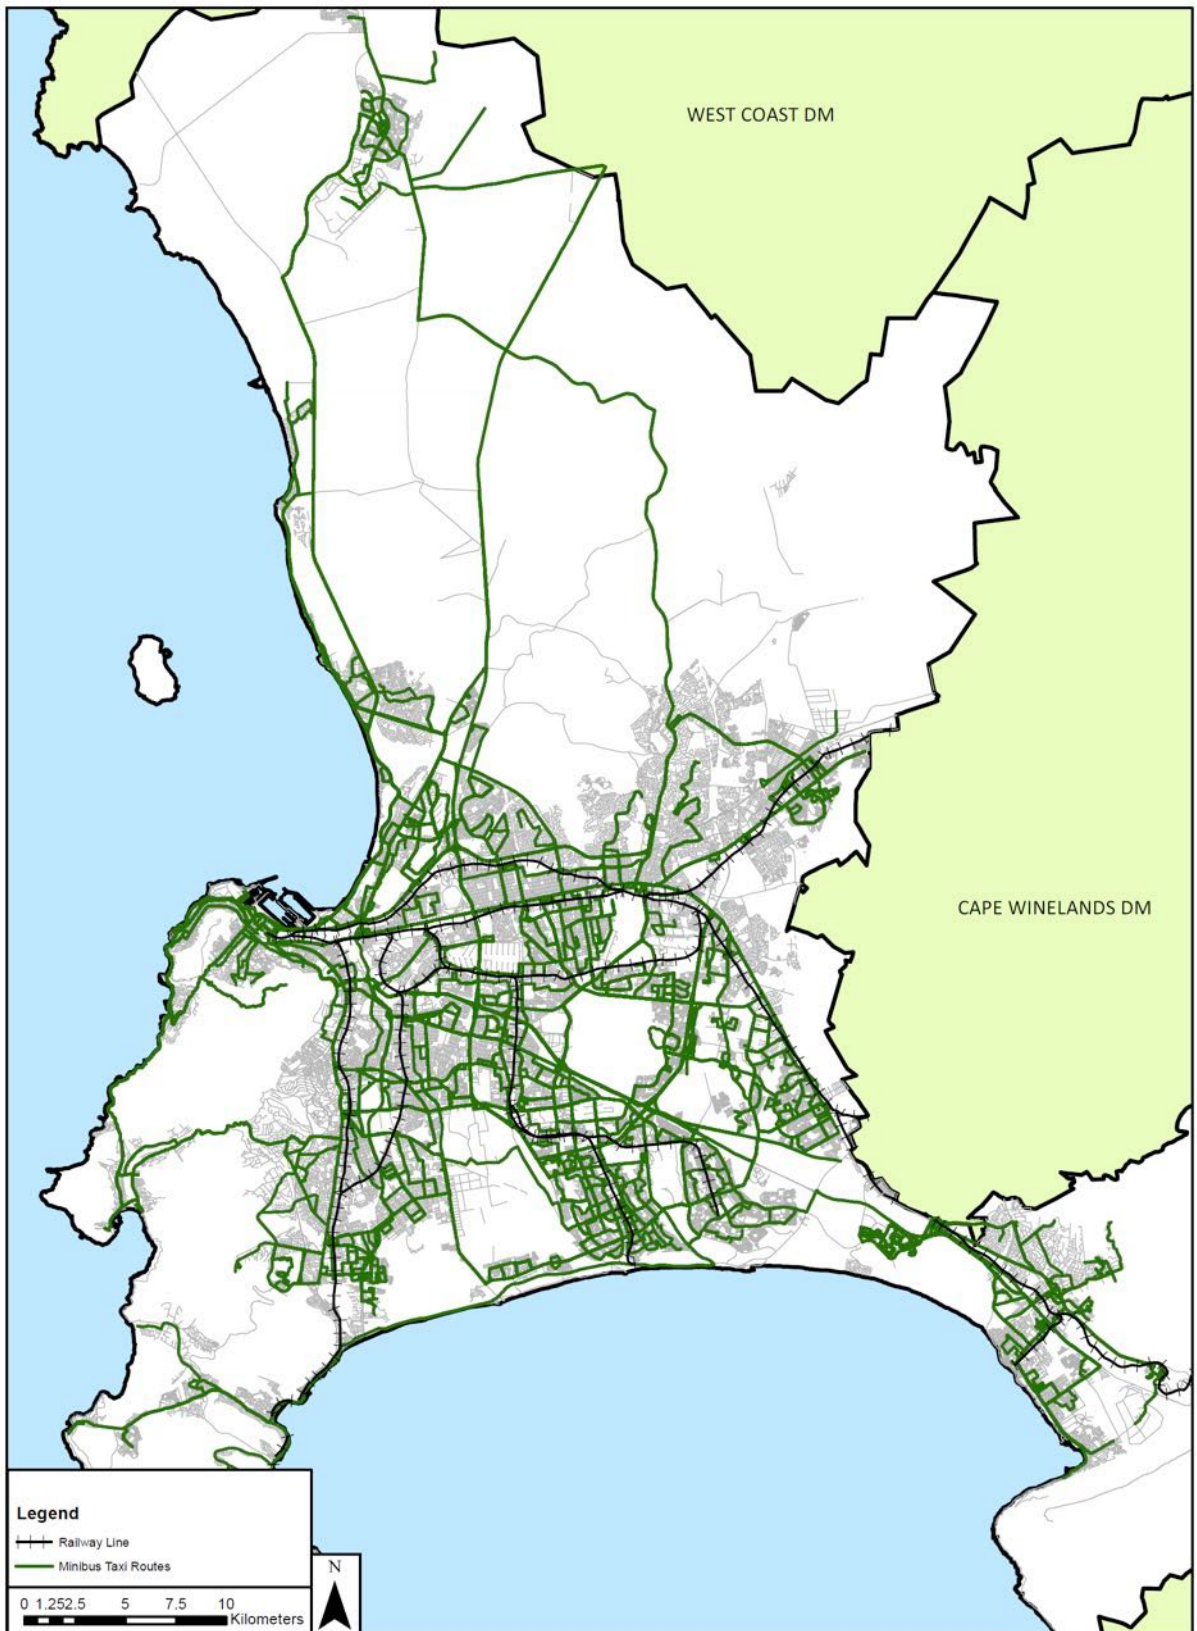 WEST COAST DM
CAPE WINELANDS DM
Legend
Railway Line
Minibus Taxi Routes
N
0 1.252.5 5 7.5 10
Kilometers